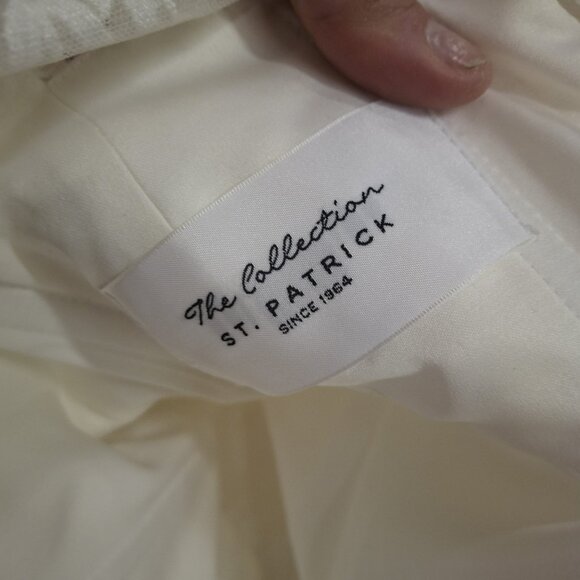 The Collection
ST. PATRICK
SINCE 1964